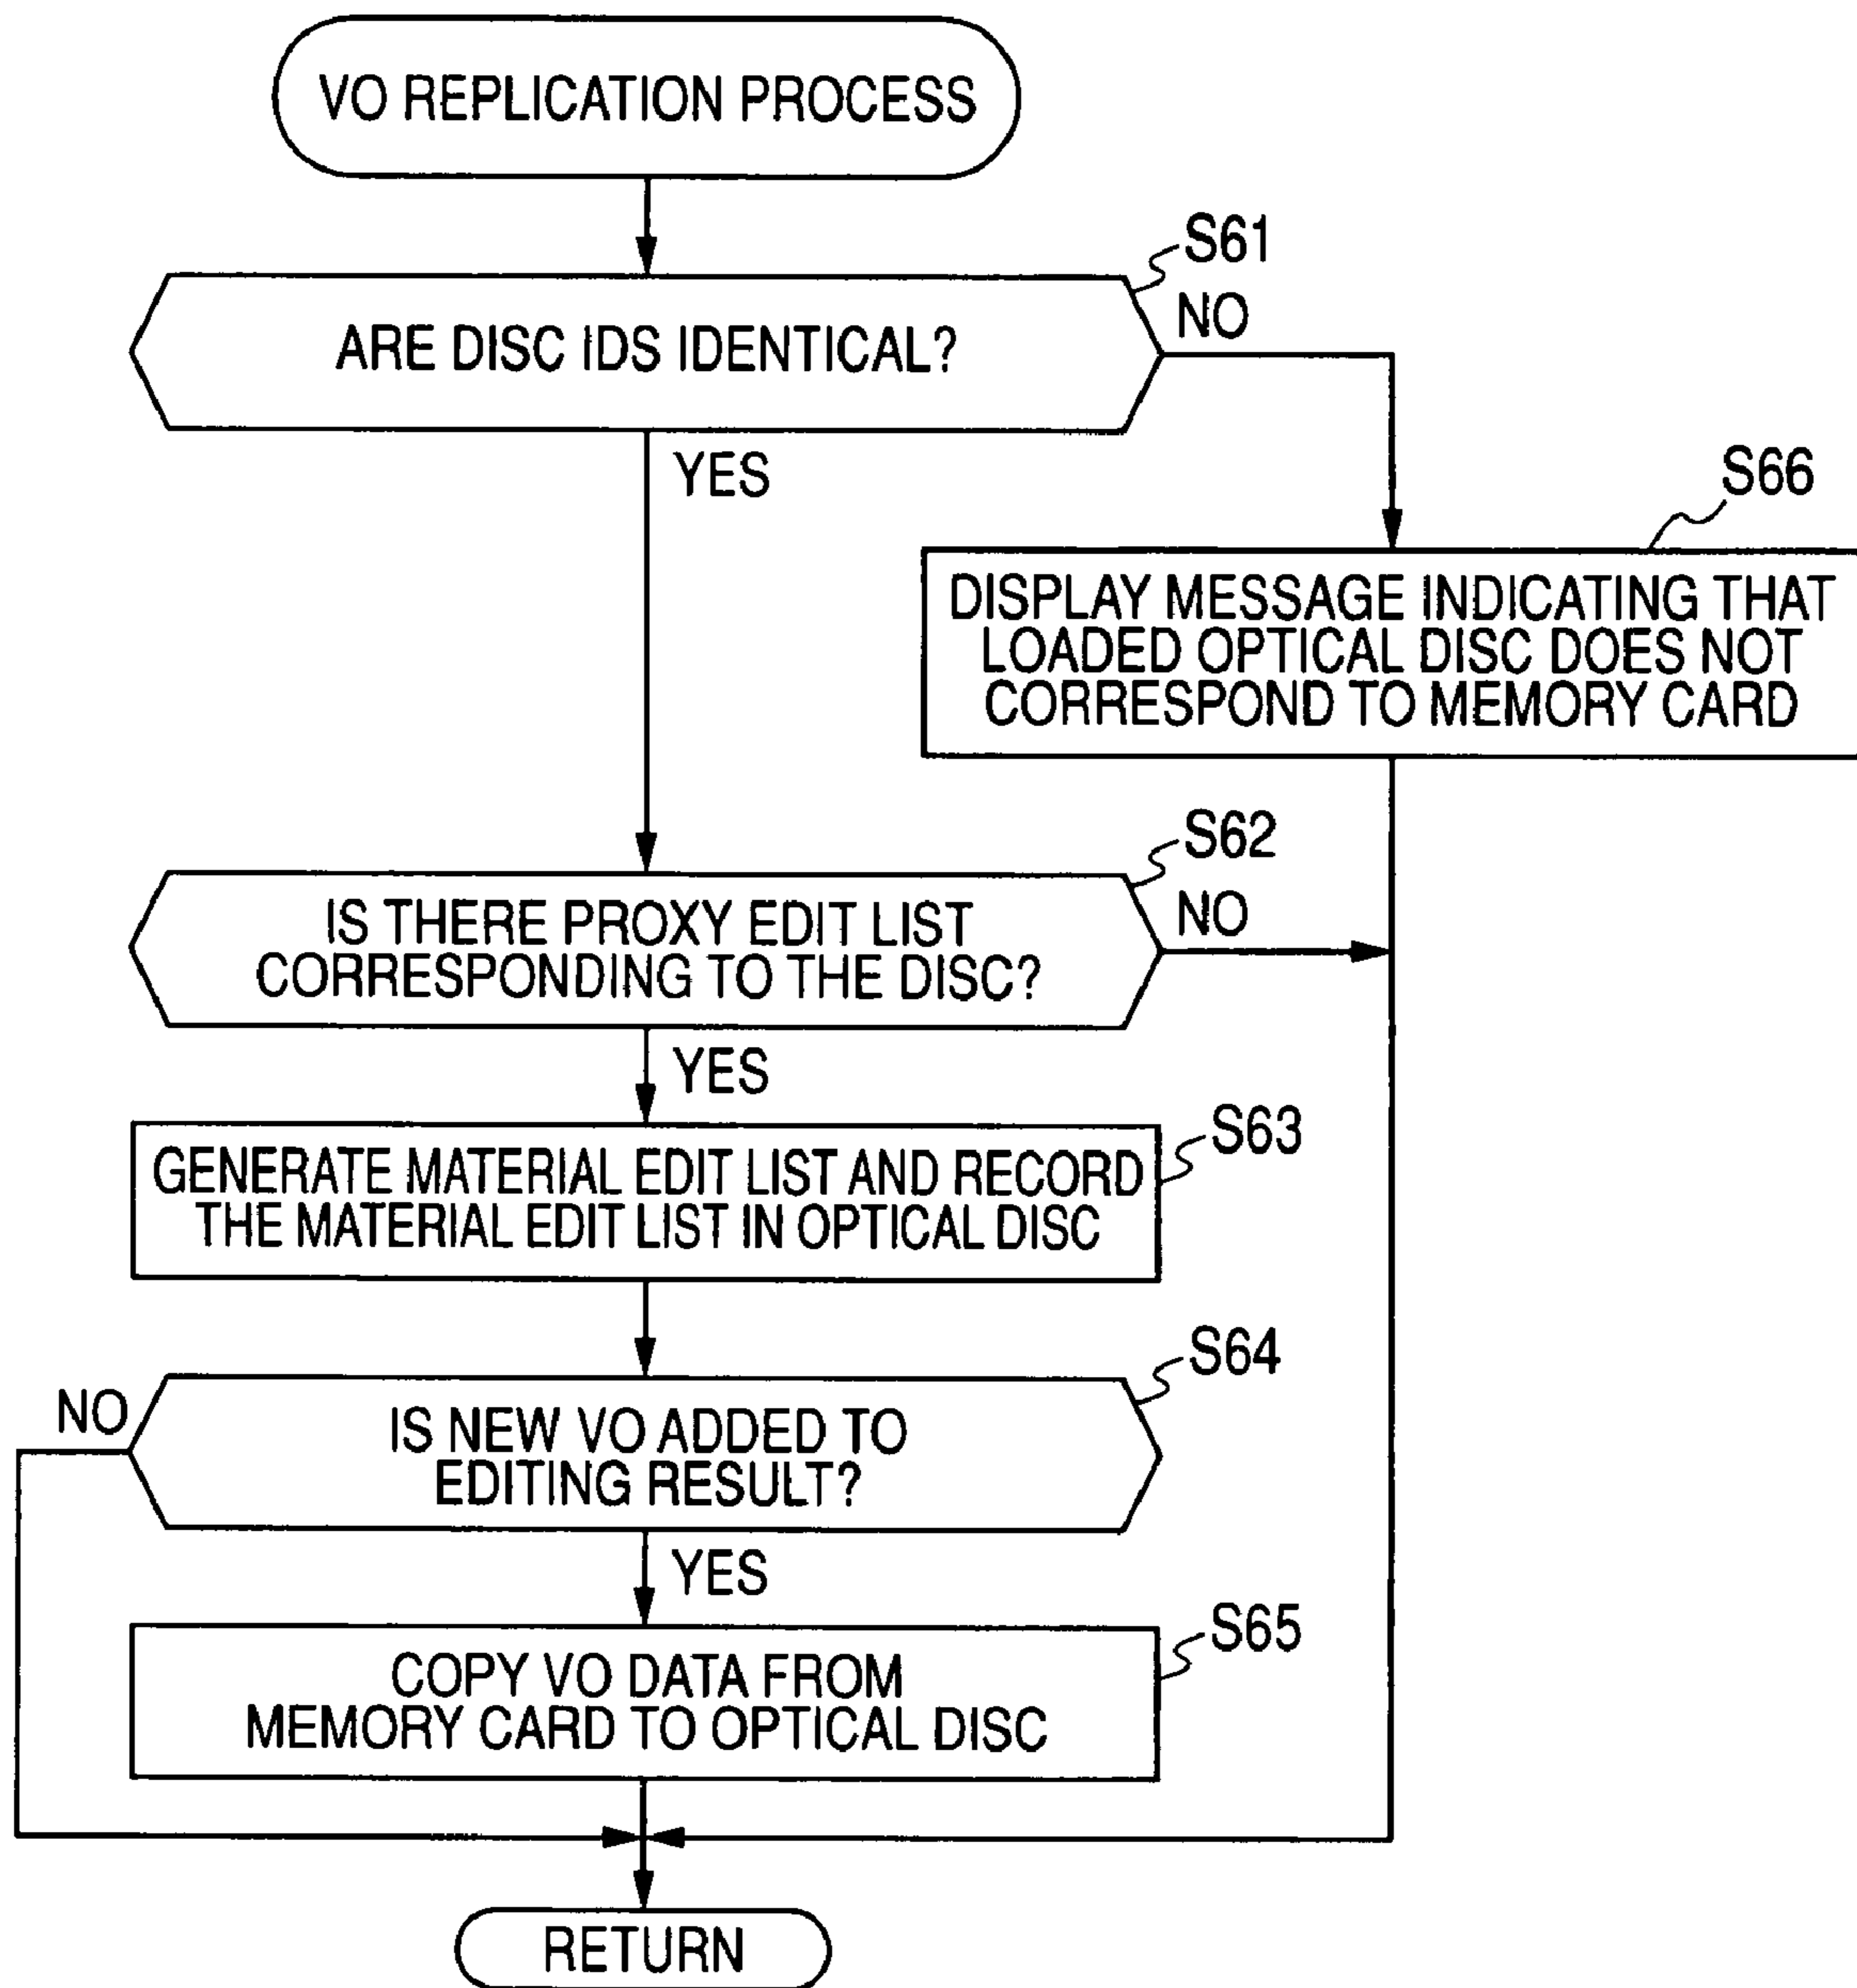 VO REPLICATION PROCESS
S61
ARE DISC IDS IDENTICAL?
NO
YES
S66
DISPLAY MESSAGE INDICATING THAT
LOADED OPTICAL DISC DOES NOT
CORRESPOND TO MEMORY CARD
S62
IS THERE PROXY EDIT LIST
CORRESPONDING TO THE DISC?
NO
YES
S63
GENERATE MATERIAL EDIT LIST AND RECORD
THE MATERIAL EDIT LIST IN OPTICAL DISC
S64
NO
IS NEW VO ADDED TO
EDITING RESULT?
YES
S65
COPY VO DATA FROM
MEMORY CARD TO OPTICAL DISC
RETURN